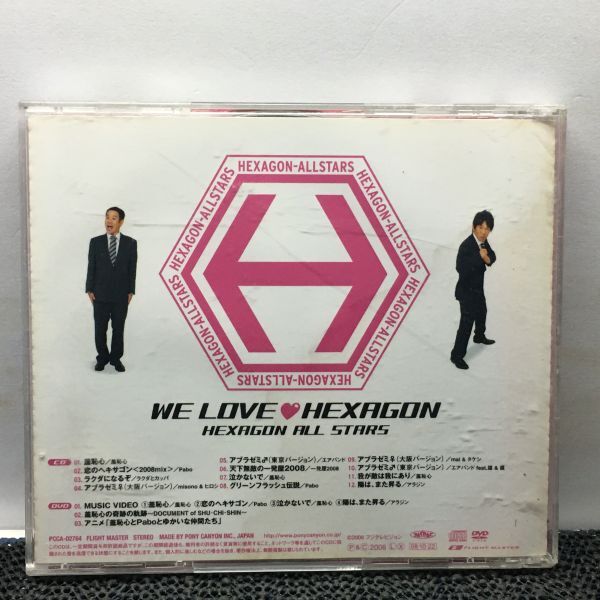 HEXAGON-ALLSTARS
HEXAGON-ALLSTARS
HEXAGON-ALLSTARS
HEXAGON-ALLSTARS
HEXAGON-ALLSTARS
HEXAGON-ALLSTARS
WE LOVE♥HEXAGON
HEXAGON ALL STARS
CD
01. 羞恥心／羞恥心
02. 恋のヘキサゴン<2008mix>／Pabo
03. ラクダになるぞ／ラクダとカッパ
04. アブラゼミ♀(大阪バージョン)／misono & ヒロシ
05. アブラゼミ♂(東京バージョン)／エアバンド
06. 天下無敵の一発屋2008／一発屋2008
07. 泣かないで／羞恥心
08. グリーンフラッシュ伝説／Pabo
09. アブラゼミ♀(大阪バージョン)／mai & タケシ
10. アブラゼミ♂(東京バージョン)／エアバンド feat.
11. 我が敵は我にあり／羞恥心
12. 陽は、また昇る／アラジン
DVD
01. MUSIC VIDEO ①羞恥心／羞恥心 ②恋のヘキサゴン／Pabo ③泣かないで／羞恥心 ④陽は、また昇る／アラジン
02. 羞恥心の奇跡の軌跡〜DOCUMENT of SHU-CHI-SHIN〜
03. アニメ「羞恥心とPaboとゆかいな仲間たち」
PCCA-02764 FLIGHT MASTER STEREO MADE BY PONY CANYON INC., JAPAN http://www.ponycanyon.co.jp/
©2008 フジテレビジョン
2008
08·10·22
FLIGHT MASTER